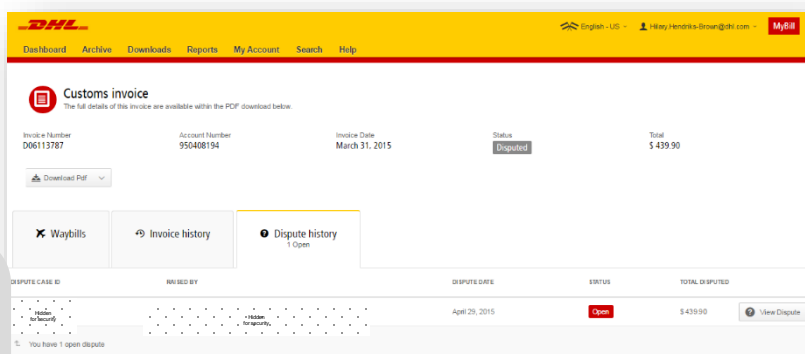 DHL
English - US
Hilary.Hendriks-Brown@dhl.com
MyBill
Dashboard Archive Downloads Reports My Account Search Help
Customs invoice
The full details of this invoice are available within the PDF download below.
Invoice Number Account Number Invoice Date Status Total
D06113787 950408194 March 31, 2015 Disputed $ 439.90
Download Pdf
Waybills Invoice history Dispute history
1 Open
DISPUTE CASE ID RAISED BY DISPUTE DATE STATUS TOTAL DISPUTED
Hidden for security Hidden for security, April 29, 2015 Open $ 439.90 View Dispute
You have 1 open dispute